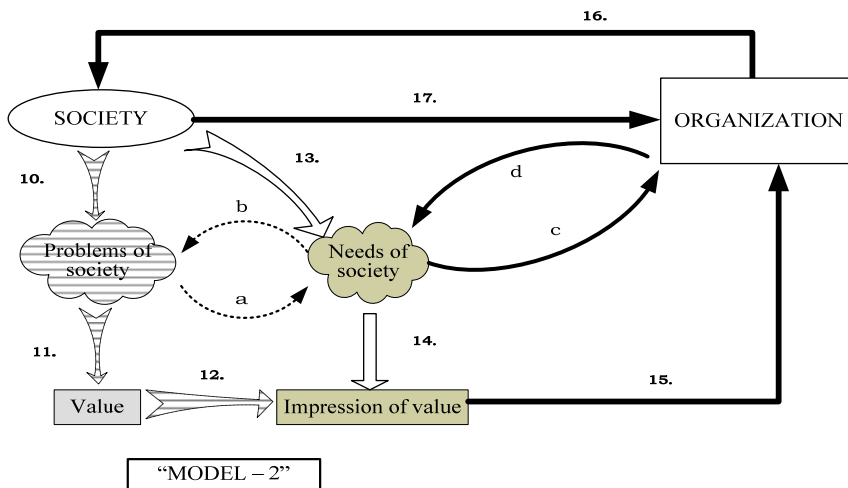 16.
SOCIETY
17.
ORGANIZATION
13.
10.
d
b
c
Problems of
society
Needs of
society
a
11.
14.
12.
15.
Value
Impression of value
“MODEL – 2”